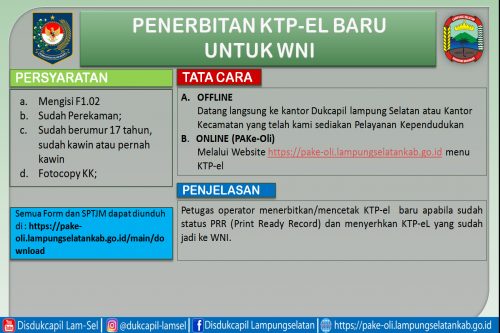 PENERBITAN KTP-EL BARU
UNTUK WNI
PERSYARATAN
a. Mengisi F1.02
b. Sudah Perekaman;
c. Sudah berumur 17 tahun,
sudah kawin atau pernah
kawin
d. Fotocopy KK;
Semua Form dan SPTJM dapat diunduh
di : https://pake-
oli.lampungselatankab.go.id/main/do
wnload
TATA CARA
A. OFFLINE
Datang langsung ke kantor Dukcapil lampung Selatan atau Kantor
Kecamatan yang telah kami sediakan Pelayanan Kependudukan
B. ONLINE (PAKe-Oli)
Melalui Website https://pake-oli.lampungselatankab.go.id menu
KTP-el
PENJELASAN
Petugas operator menerbitkan/mencetak KTP-el baru apabila sudah
status PRR (Print Ready Record) dan menyerhkan KTP-eL yang sudah
jadi ke WNI.
Disdukcapil Lam-Sel
@dukcapil-lamsel
Disdukcapil Lampungselatan
https://pake-oli.lampungselatankab.go.id